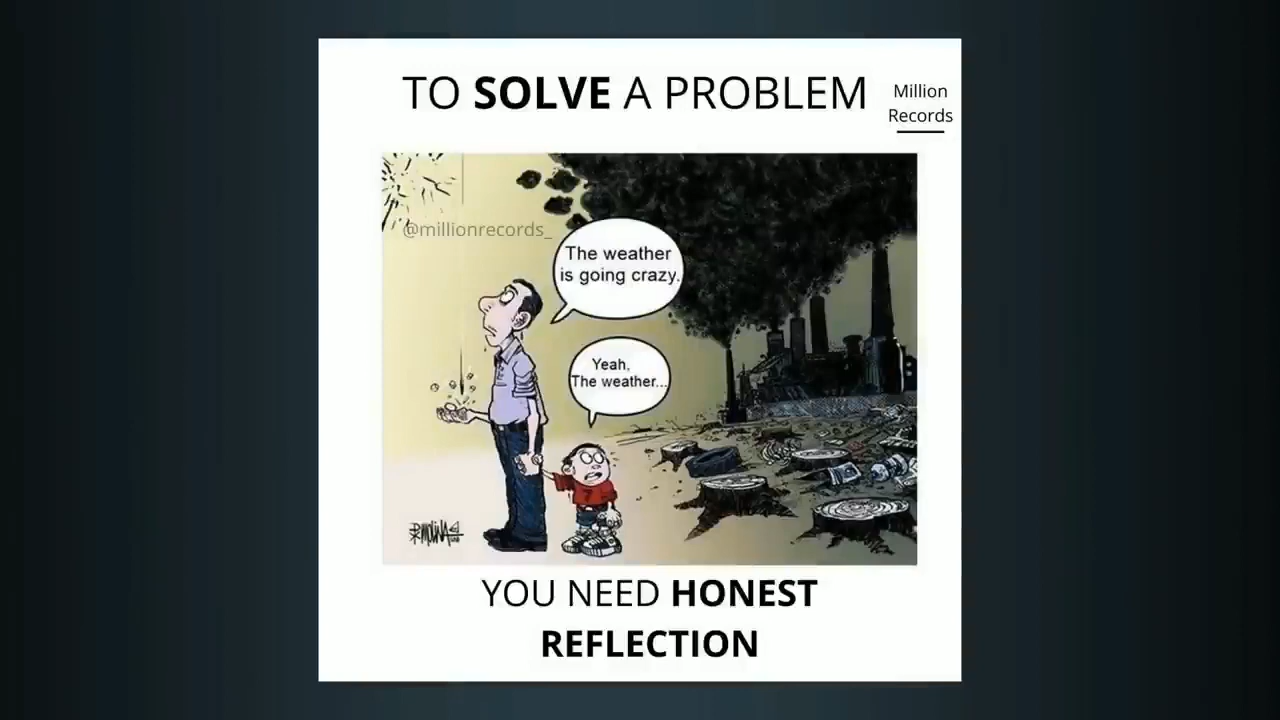 TO SOLVE A PROBLEM
Million
Records
@millionrecords_
The weather
is going crazy.
Yeah,
The weather...
YOU NEED HONEST
REFLECTION